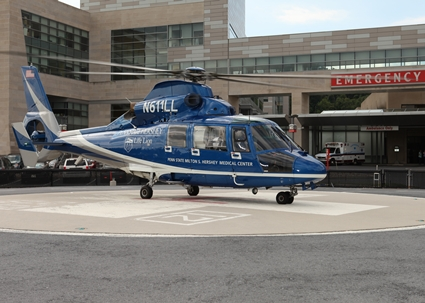 EMERGENCY
N611LL
Life Lion
PENN STATE MILTON S. HERSHEY MEDICAL CENTER